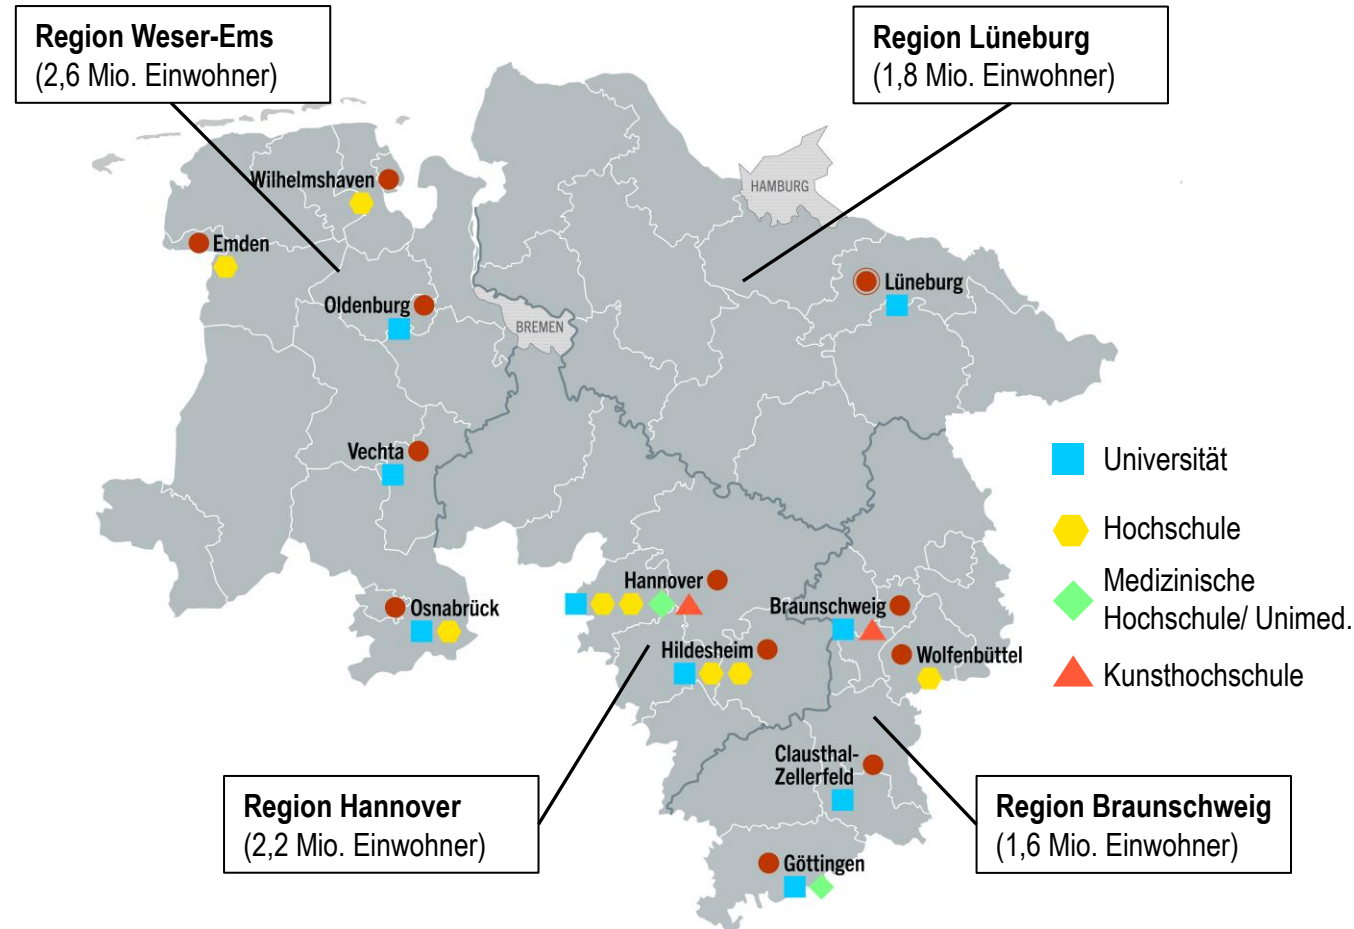 Region Weser-Ems
(2,6 Mio. Einwohner)
Region Lüneburg
(1,8 Mio. Einwohner)
HAMBURG
Wilhelmshaven
Emden
Oldenburg
Lüneburg
BREMEN
Vechta
Universität
Hochschule
Medizinische
Hochschule/ Unimed.
Kunsthochschule
Hannover
Braunschweig
Osnabrück
Hildesheim
Wolfenbüttel
Clausthal-
Zellerfeld
Region Hannover
(2,2 Mio. Einwohner)
Region Braunschweig
(1,6 Mio. Einwohner)
Göttingen